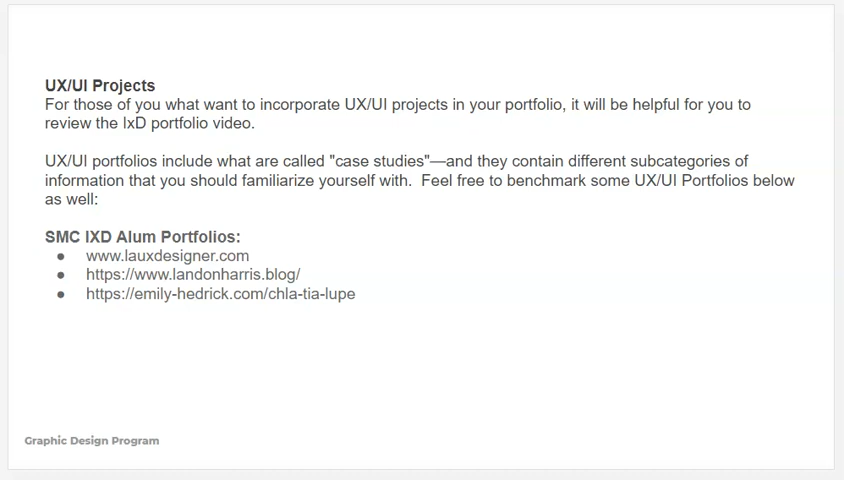 UX/UI Projects
For those of you what want to incorporate UX/UI projects in your portfolio, it will be helpful for you to
review the IxD portfolio video.
UX/UI portfolios include what are called "case studies"—and they contain different subcategories of
information that you should familiarize yourself with.  Feel free to benchmark some UX/UI Portfolios below
as well:
SMC IXD Alum Portfolios:
● www.lauxdesigner.com
● https://www.landonharris.blog/
● https://emily-hedrick.com/chla-tia-lupe
Graphic Design Program